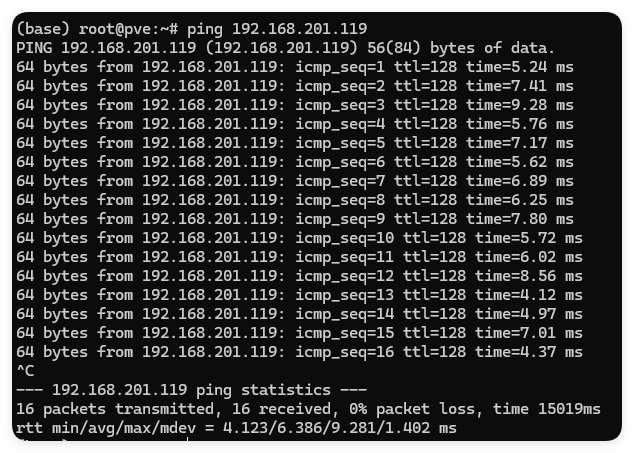 (base) root@pve:~# ping 192.168.201.119
PING 192.168.201.119 (192.168.201.119) 56(84) bytes of data.
64 bytes from 192.168.201.119: icmp_seq=1 ttl=128 time=5.24 ms
64 bytes from 192.168.201.119: icmp_seq=2 ttl=128 time=7.41 ms
64 bytes from 192.168.201.119: icmp_seq=3 ttl=128 time=9.28 ms
64 bytes from 192.168.201.119: icmp_seq=4 ttl=128 time=5.76 ms
64 bytes from 192.168.201.119: icmp_seq=5 ttl=128 time=7.17 ms
64 bytes from 192.168.201.119: icmp_seq=6 ttl=128 time=5.62 ms
64 bytes from 192.168.201.119: icmp_seq=7 ttl=128 time=6.89 ms
64 bytes from 192.168.201.119: icmp_seq=8 ttl=128 time=6.25 ms
64 bytes from 192.168.201.119: icmp_seq=9 ttl=128 time=7.80 ms
64 bytes from 192.168.201.119: icmp_seq=10 ttl=128 time=5.72 ms
64 bytes from 192.168.201.119: icmp_seq=11 ttl=128 time=6.02 ms
64 bytes from 192.168.201.119: icmp_seq=12 ttl=128 time=8.56 ms
64 bytes from 192.168.201.119: icmp_seq=13 ttl=128 time=4.12 ms
64 bytes from 192.168.201.119: icmp_seq=14 ttl=128 time=4.97 ms
64 bytes from 192.168.201.119: icmp_seq=15 ttl=128 time=7.01 ms
64 bytes from 192.168.201.119: icmp_seq=16 ttl=128 time=4.37 ms
^C
--- 192.168.201.119 ping statistics ---
16 packets transmitted, 16 received, 0% packet loss, time 15019ms
rtt min/avg/max/mdev = 4.123/6.386/9.281/1.402 ms